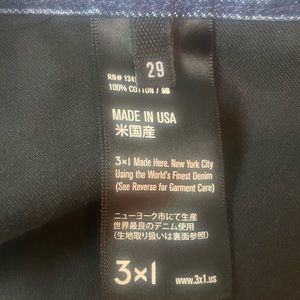 29
RN# 134
100% COTTON /
MADE IN USA
米国産
3×1 Made Here. New York City
Using the World's Finest Denim
(See Reverse for Garment Care)
ニューヨーク市にて生産
世界最良のデニム使用
(生地取り扱いは裏面参照)
3×1 www.3x1.us